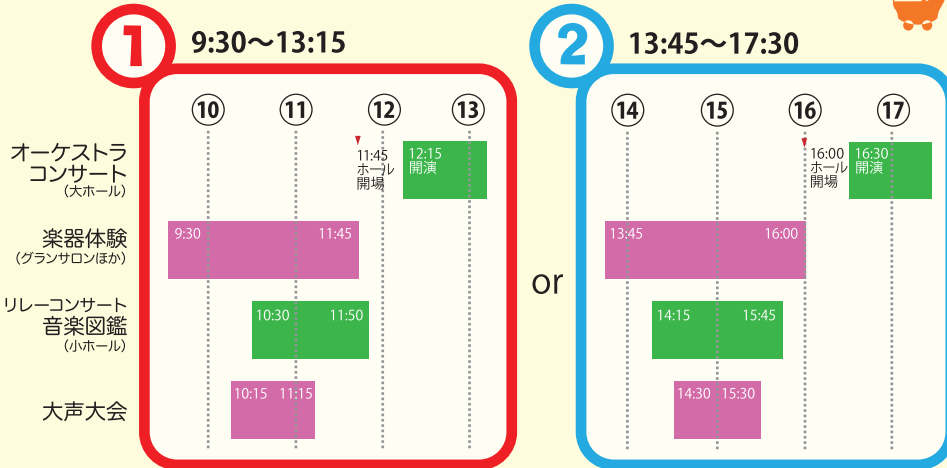 1 9:30～13:15
⑩ ⑪ ⑫ ⑬
オーケストラ
コンサート
(大ホール)
11:45
ホール
開場
12:15
開演
楽器体験
(グランサロンほか)
9:30 11:45
リレーコンサート
音楽図鑑
(小ホール)
10:30 11:50
大声大会
10:15 11:15
or
2 13:45～17:30
⑭ ⑮ ⑯ ⑰
16:00
ホール
開場
16:30
開演
13:45 16:00
14:15 15:45
14:30 15:30